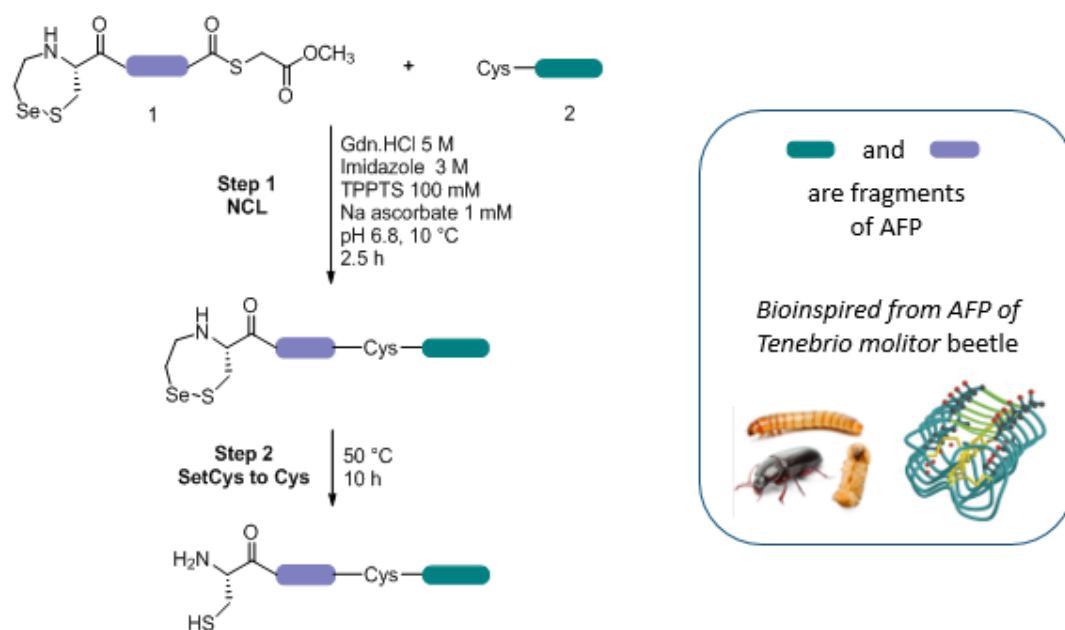 H
N
O
O
S
OCH3
O
Se
S
1
+
Cys
2
Step 1
NCL
Gdn.HCl 5 M
Imidazole 3 M
TPPTS 100 mM
Na ascorbate 1 mM
pH 6.8, 10 °C
2.5 h
H
N
O
Cys
Se
S
Step 2
SetCys to Cys
50 °C
10 h
H2N
O
Cys
HS
and
are fragments
of AFP
Bioinspired from AFP of
Tenebrio molitor beetle